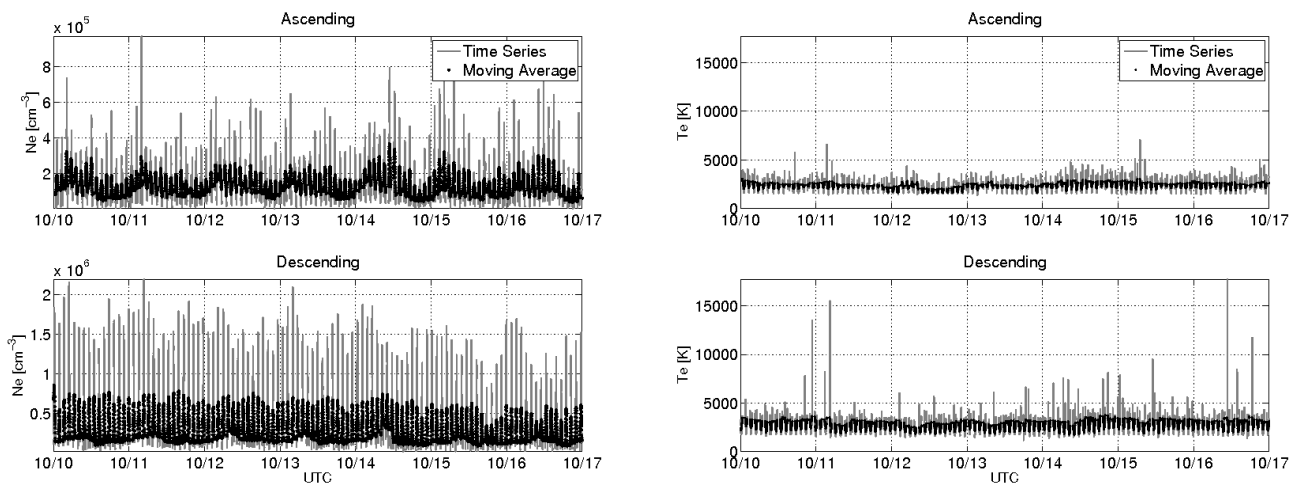 Ascending
x 10^5
Ne [cm^-3]
8
6
4
2
Time Series
Moving Average
10/10 10/11 10/12 10/13 10/14 10/15 10/16 10/17
Ascending
Te [K]
15000
10000
5000
0
Time Series
Moving Average
10/10 10/11 10/12 10/13 10/14 10/15 10/16 10/17
Descending
x 10^6
Ne [cm^-3]
2
1.5
1
0.5
10/10 10/11 10/12 10/13 10/14 10/15 10/16 10/17
UTC
Descending
Te [K]
15000
10000
5000
0
10/10 10/11 10/12 10/13 10/14 10/15 10/16 10/17
UTC